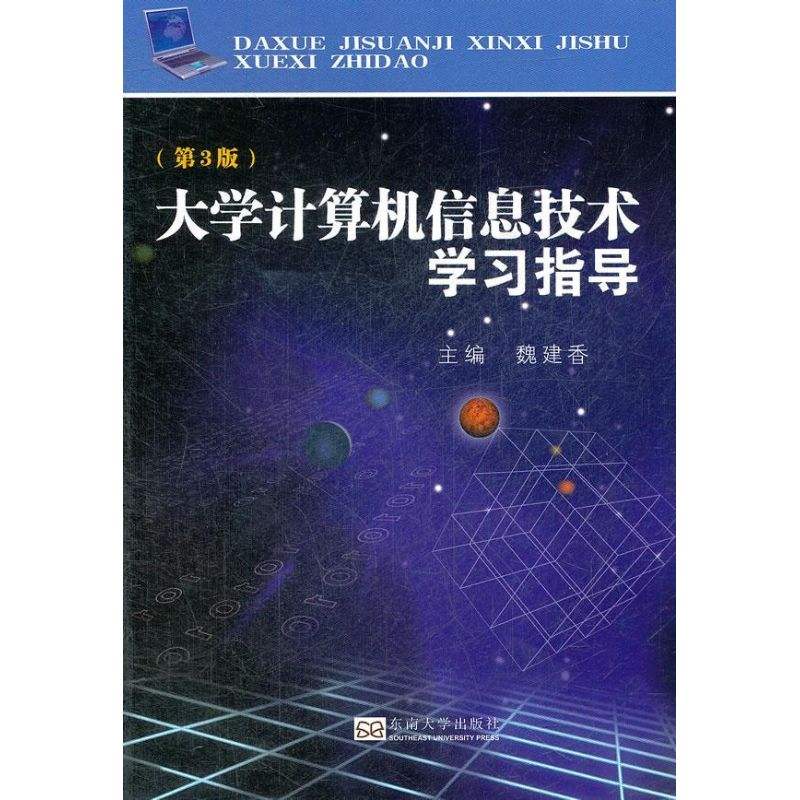 DAXUE JISUANJI XINXI JISHU
XUEXI ZHIDAO
（第3版）
大学计算机信息技术
学习指导
主编 魏建香
东南大学出版社
SOUTHEAST UNIVERSITY PRESS